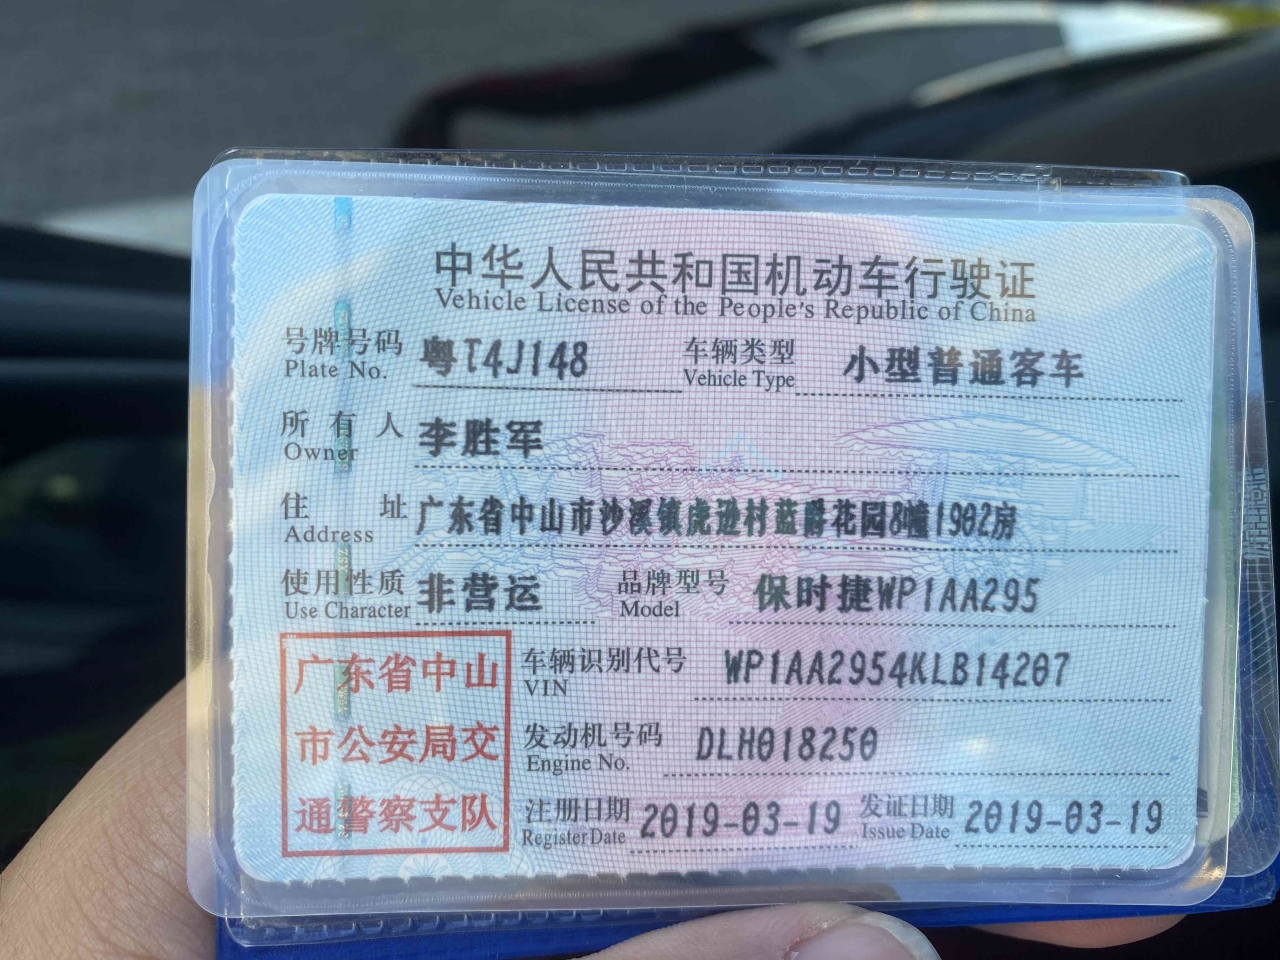 中华人民共和国机动车行驶证
Vehicle License of the People's Republic of China
号牌号码 粤T4J148 车辆类型 小型普通客车
Plate No. Vehicle Type
所有人 李胜军
Owner
住址 广东省中山市沙溪镇虎逊村蓝爵花园8幢1902房
Address
使用性质 非营运 品牌型号 保时捷WP1AA295
Use Character Model
车辆识别代号 WP1AA2954KLB14207
VIN
发动机号码 DLH018250
Engine No.
注册日期 2019-03-19 发证日期 2019-03-19
Register Date Issue Date
广东省中山
市公安局交
通警察支队